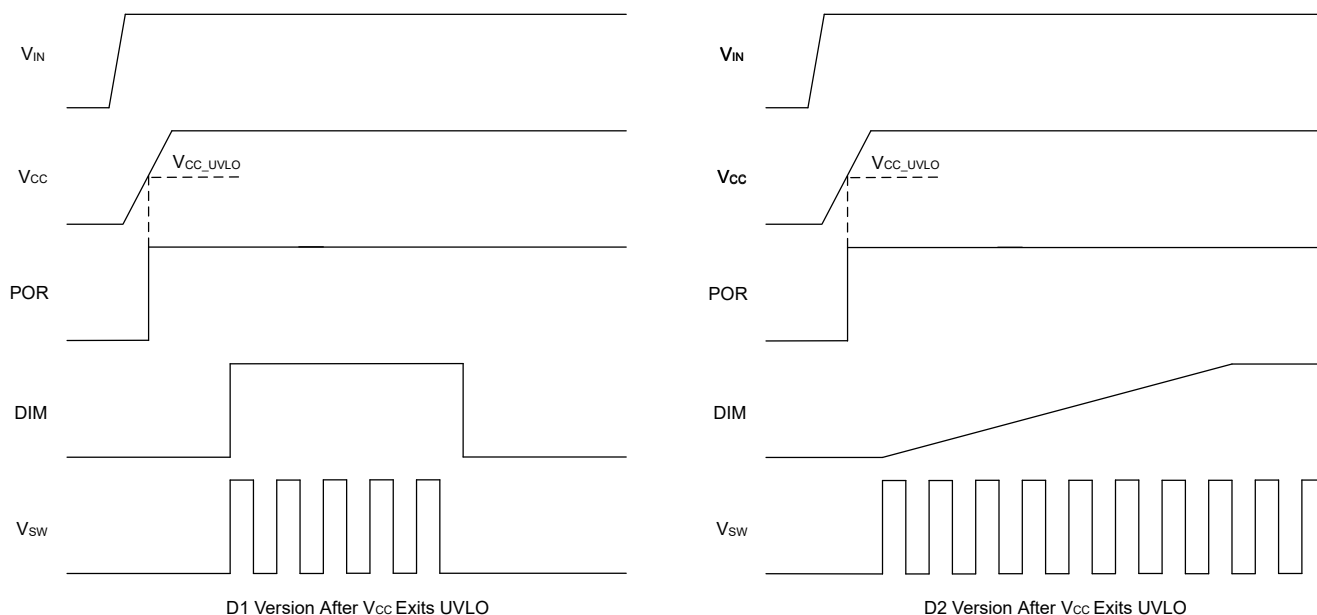 VIN
VCC
VCC_UVLO
POR
DIM
VSW
D1 Version After VCC Exits UVLO
VIN
VCC
VCC_UVLO
POR
DIM
VSW
D2 Version After VCC Exits UVLO